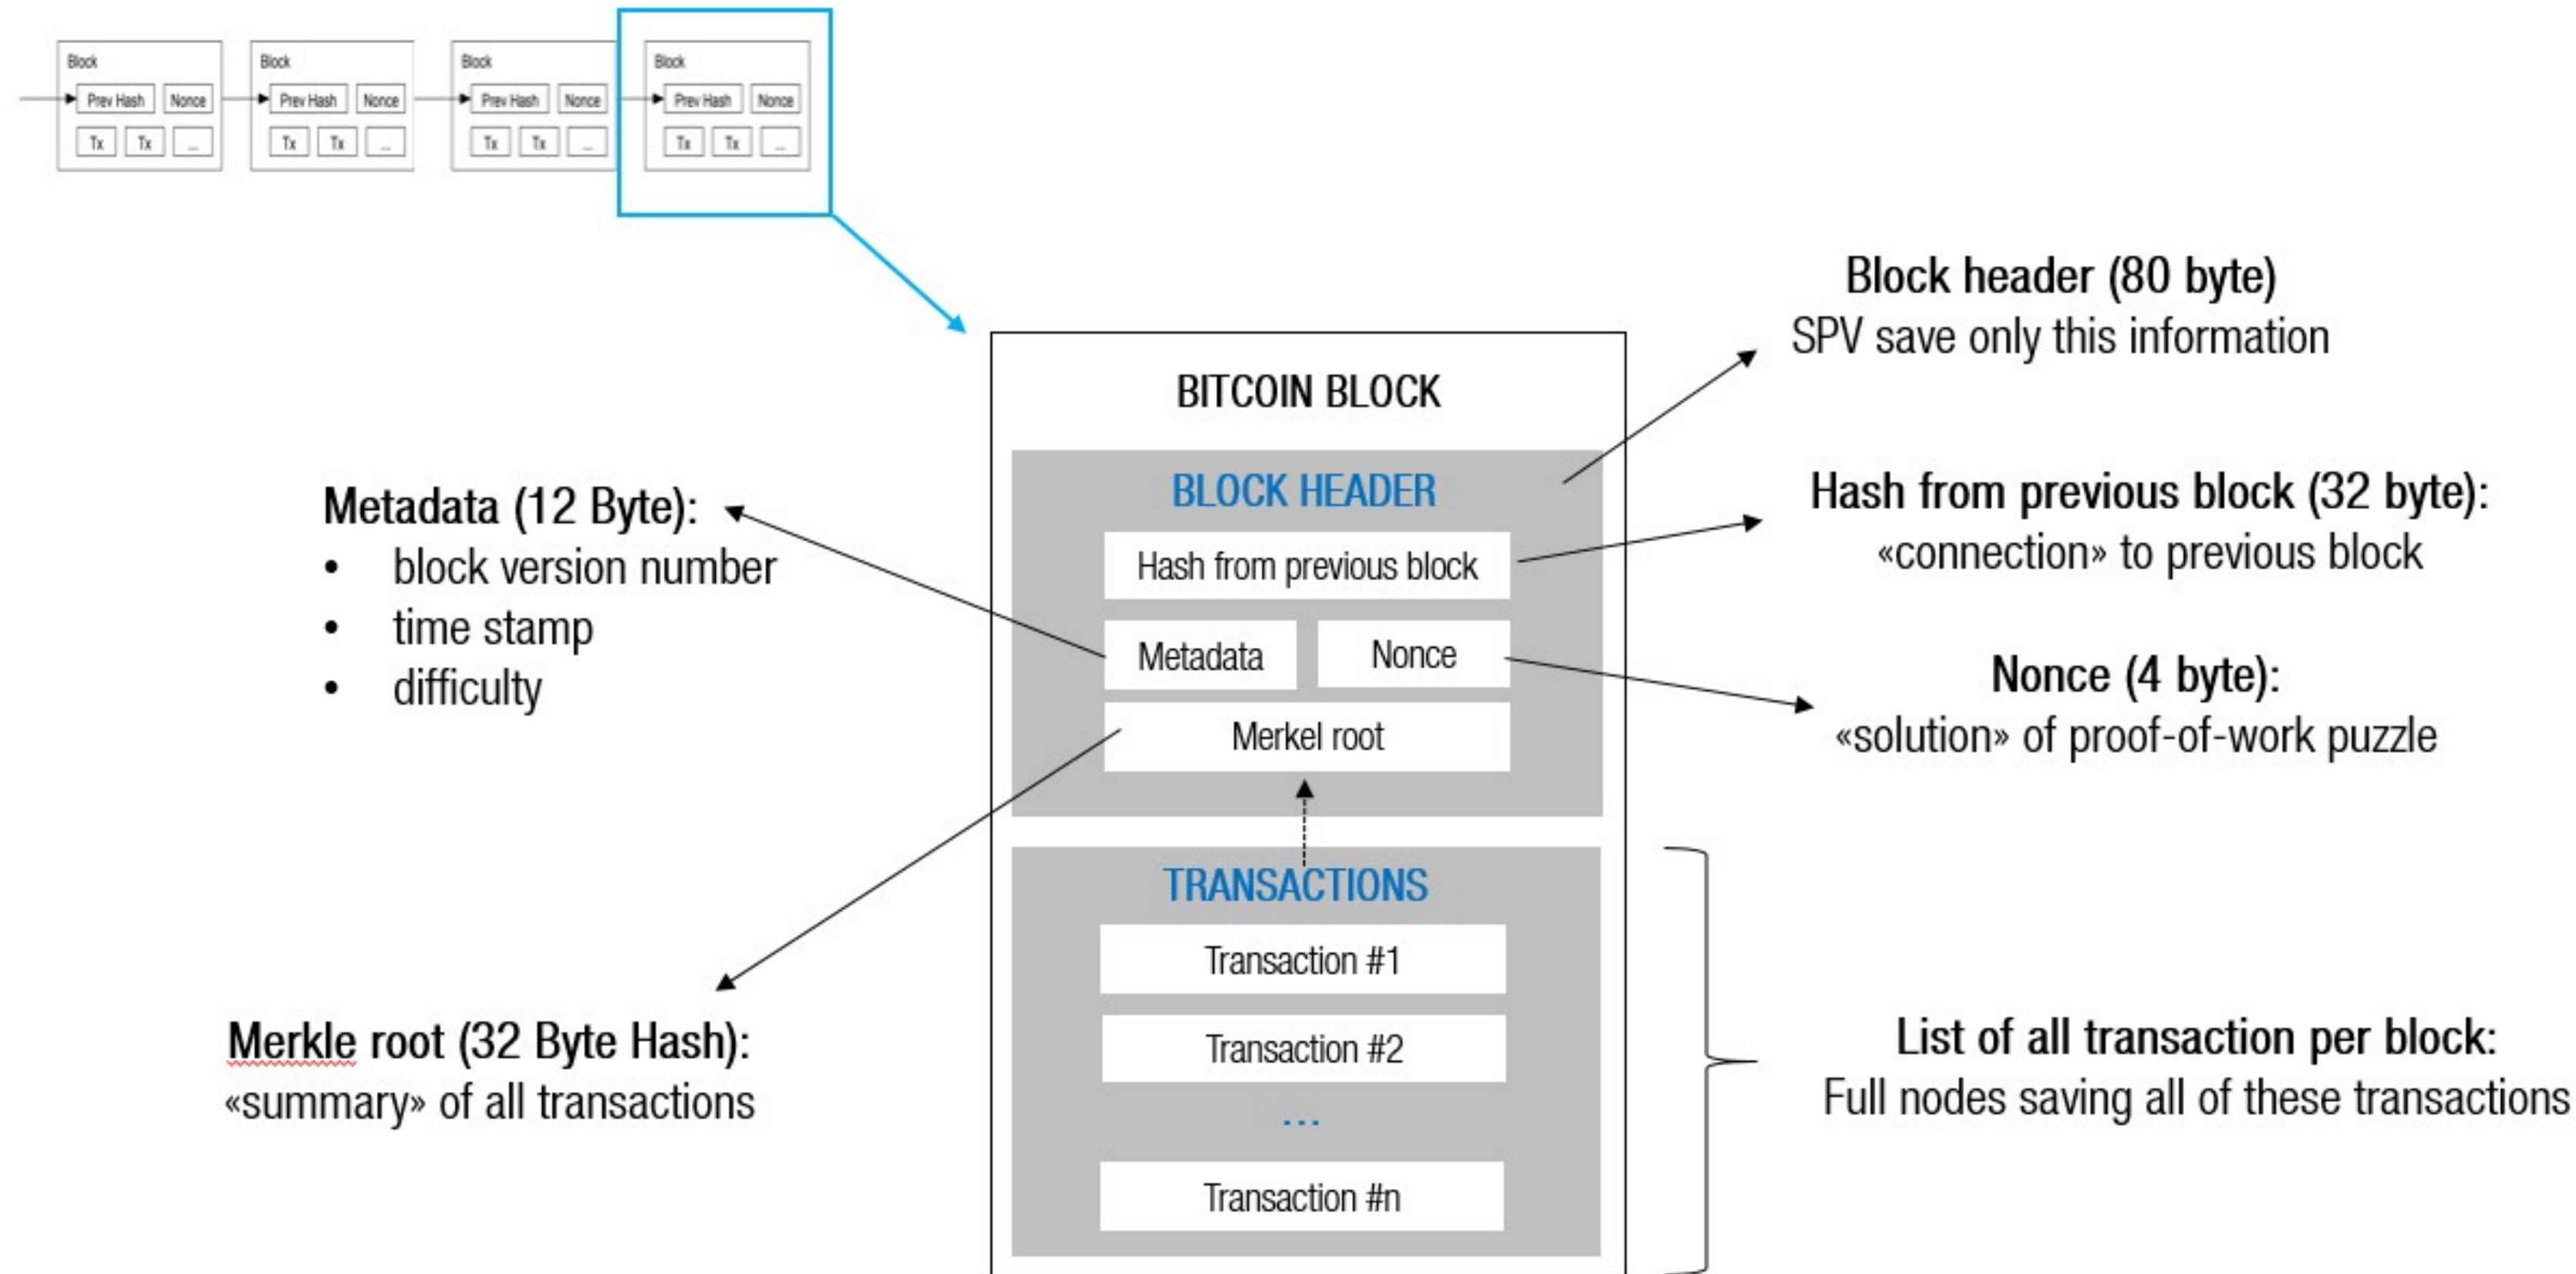 Block
Prev Hash Nonce
Tx Tx ...
Block
Prev Hash Nonce
Tx Tx ...
Block
Prev Hash Nonce
Tx Tx ...
Block
Prev Hash Nonce
Tx Tx ...
BITCOIN BLOCK
BLOCK HEADER
Hash from previous block
Metadata
Nonce
Merkel root
TRANSACTIONS
Transaction #1
Transaction #2
...
Transaction #n
Metadata (12 Byte):
• block version number
• time stamp
• difficulty
Merkle root (32 Byte Hash):
«summary» of all transactions
Block header (80 byte)
SPV save only this information
Hash from previous block (32 byte):
«connection» to previous block
Nonce (4 byte):
«solution» of proof-of-work puzzle
List of all transaction per block:
Full nodes saving all of these transactions